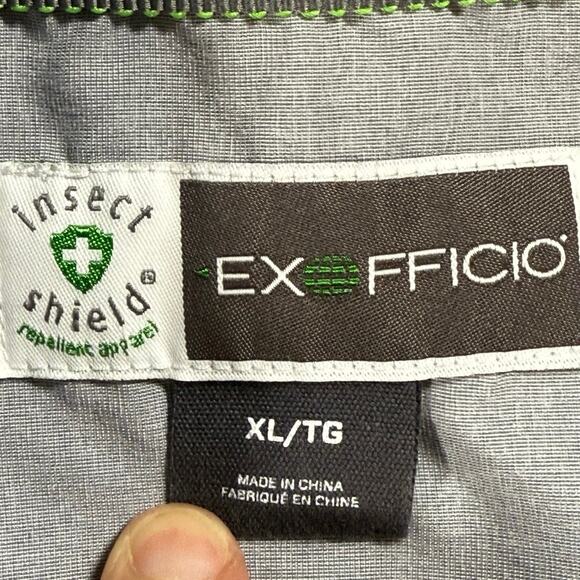 insect
shield®
repellent apparel
EXOFFICIO
XL/TG
MADE IN CHINA
FABRIQUÉ EN CHINE